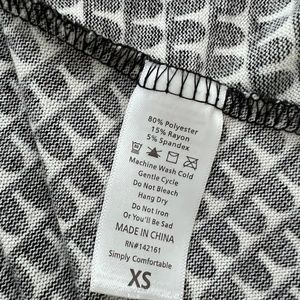 80% Polyester
15% Rayon
5% Spandex
Machine Wash Cold
Gentle Cycle
Do Not Bleach
Hang Dry
Do Not Iron
Or You'll Be Sad
MADE IN CHINA
RN#142161
Simply Comfortable
XS